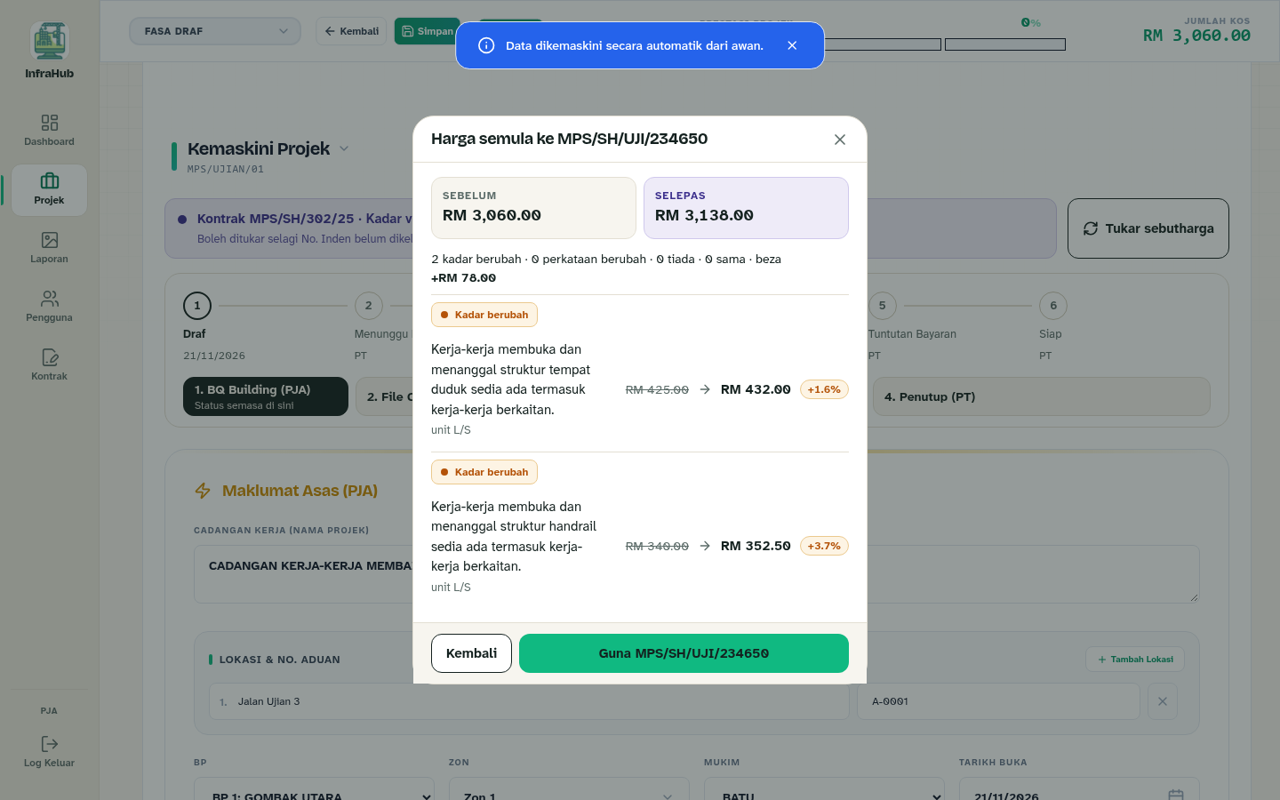 InfraHub
Dashboard
Projek
Laporan
Pengguna
Kontrak
PJA
Log Keluar
FASA DRAF
Kembali
Simpan
0%
JUMLAH KOS
RM 3,060.00
Data dikemaskini secara automatik dari awan.
Kemaskini Projek
MPS/UJIAN/01
Kontrak MPS/SH/302/25 · Kadar
Boleh ditukar selagi No. Inden belum
Tukar sebutharga
1
Draf
21/11/2026
2
Menunggu
PT
5
Tuntutan Bayaran
PT
6
Siap
PT
1. BQ Building (PJA)
Status semasa di sini
2. File
4. Penutup (PT)
Maklumat Asas (PJA)
CADANGAN KERJA (NAMA PROJEK)
CADANGAN KERJA-KERJA
LOKASI & NO. ADUAN
Tambah Lokasi
1. Jalan Ujian 3
A-0001
BP
ZON
MUKIM
TARIKH BUKA
BP 1: GOMBAK UTARA
Zon 1
BATU
21/11/2026
Harga semula ke MPS/SH/UJI/234650
SEBELUM
RM 3,060.00
SELEPAS
RM 3,138.00
2 kadar berubah · 0 perkataan berubah · 0 tiada · 0 sama · beza
+RM 78.00
Kadar berubah
Kerja-kerja membuka dan
menanggal struktur tempat
duduk sedia ada termasuk
kerja-kerja berkaitan.
unit L/S
RM 425.00 → RM 432.00 +1.6%
Kadar berubah
Kerja-kerja membuka dan
menanggal struktur handrail
sedia ada termasuk kerja-
kerja berkaitan.
unit L/S
RM 340.00 → RM 352.50 +3.7%
Kembali
Guna MPS/SH/UJI/234650